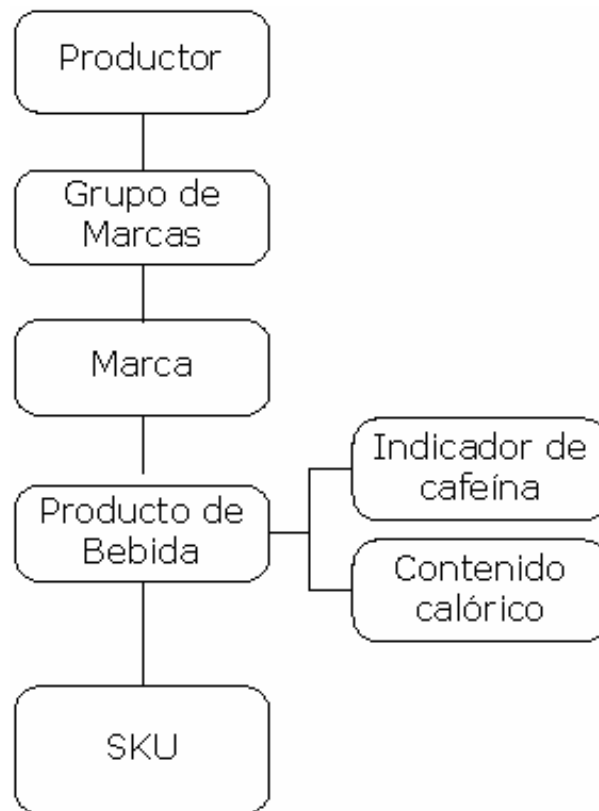 Productor
Grupo de
Marcas
Marca
Producto de
Bebida
Indicador de
cafeína
Contenido
calórico
SKU